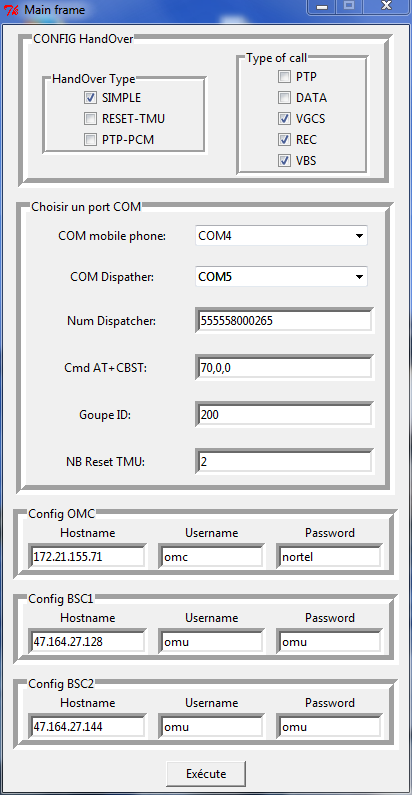 Main frame
CONFIG HandOver
HandOver Type
SIMPLE
RESET-TMU
PTP-PCM
Type of call
PTP
DATA
VGCS
REC
VBS
Choisir un port COM
COM mobile phone: COM4
COM Dispather: COM5
Num Dispatcher: 555558000265
Cmd AT+CBST: 70,0,0
Goupe ID: 200
NB Reset TMU: 2
Config OMC
Hostname Username Password
172.21.155.71 omc nortel
Config BSC1
Hostname Username Password
47.164.27.128 omu omu
Config BSC2
Hostname Username Password
47.164.27.144 omu omu
Exécute